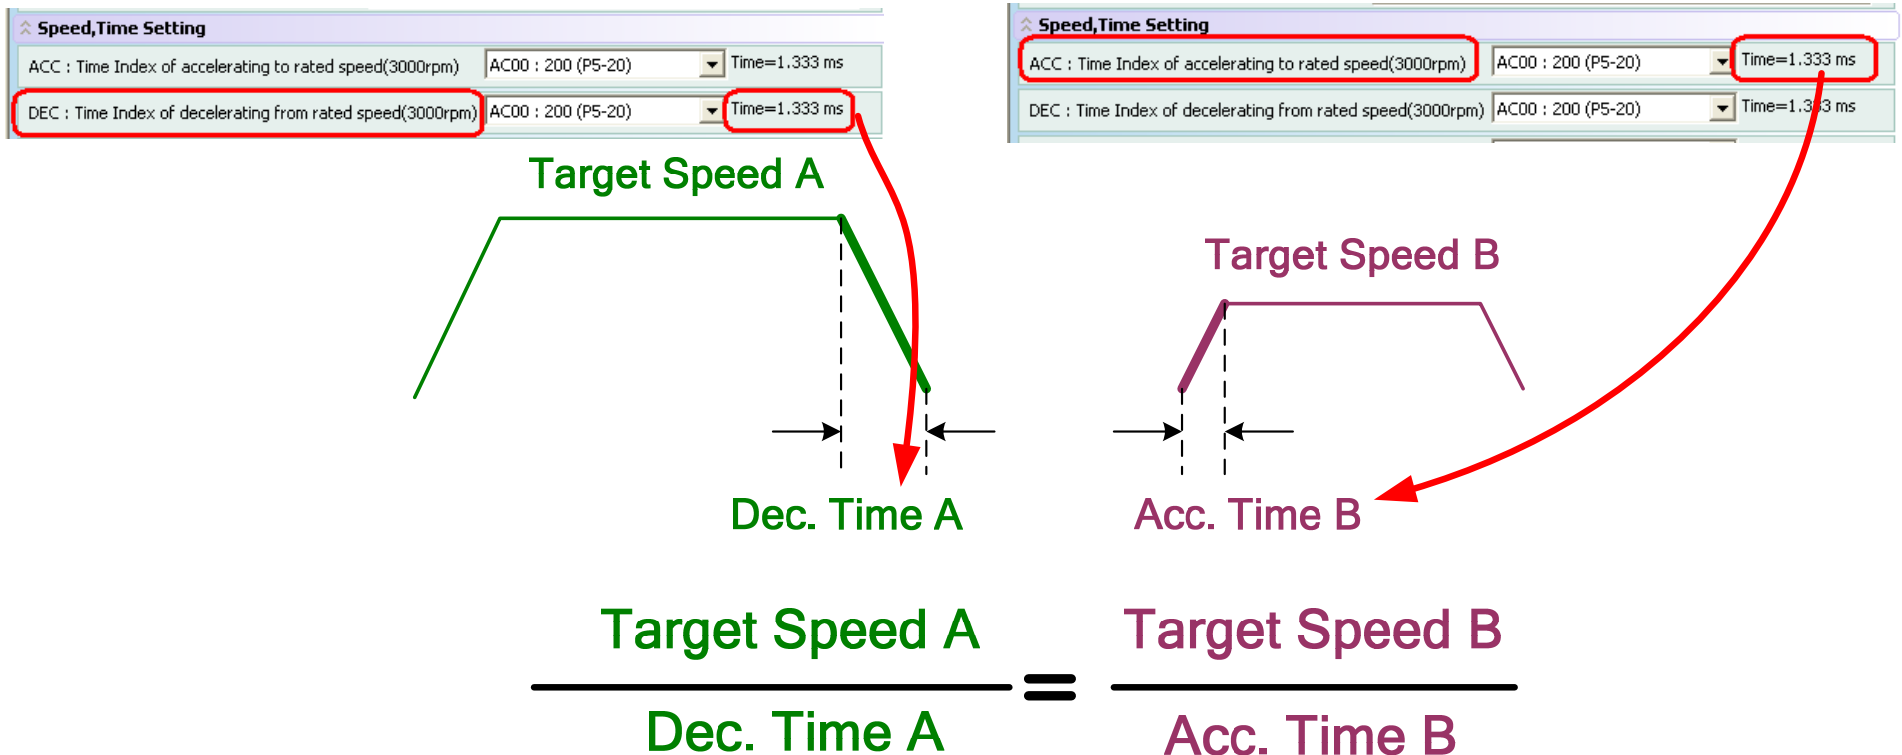 Speed,Time Setting
ACC : Time Index of accelerating to rated speed(3000rpm) AC00 : 200 (P5-20) Time=1.333 ms
DEC : Time Index of decelerating from rated speed(3000rpm) AC00 : 200 (P5-20) Time=1.333 ms
Speed,Time Setting
ACC : Time Index of accelerating to rated speed(3000rpm) AC00 : 200 (P5-20) Time=1.333 ms
DEC : Time Index of decelerating from rated speed(3000rpm) AC00 : 200 (P5-20) Time=1.333 ms
Target Speed A
Target Speed B
Dec. Time A
Acc. Time B
Target Speed A = Target Speed B
Dec. Time A Acc. Time B